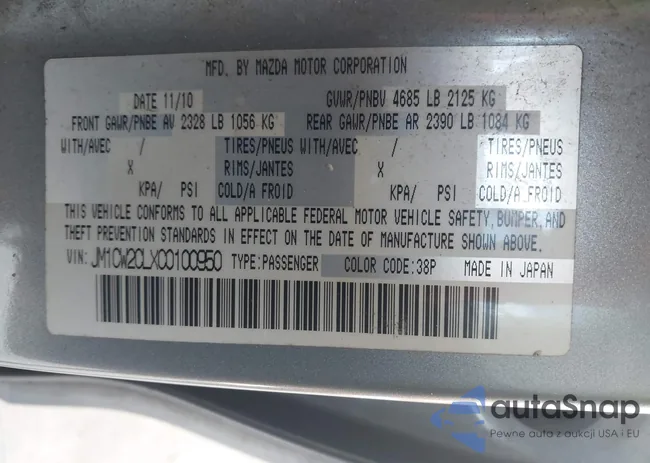 MFD. BY MAZDA MOTOR CORPORATION
DATE 11/10 GVWR/PNBV 4685 LB 2125 KG
FRONT GAWR/PNBE AV 2328 LB 1056 KG REAR GAWR/PNBE AR 2390 LB 1084 KG
WITH/AVEC / TIRES/PNEUS WITH/AVEC / TIRES/PNEUS
X RIMS/JANTES X RIMS/JANTES
KPA/ PSI COLD/A FROID KPA/ PSI COLD/A FROID
THIS VEHICLE CONFORMS TO ALL APPLICABLE FEDERAL MOTOR VEHICLE SAFETY, BUMPER, AND
THEFT PREVENTION STANDARDS IN EFFECT ON THE DATE OF MANUFACTURE SHOWN ABOVE.
VIN: JM1CW2CLXC0100950 TYPE:PASSENGER COLOR CODE:38P MADE IN JAPAN
autaSnap
Pewne auta z aukcji USA i EU